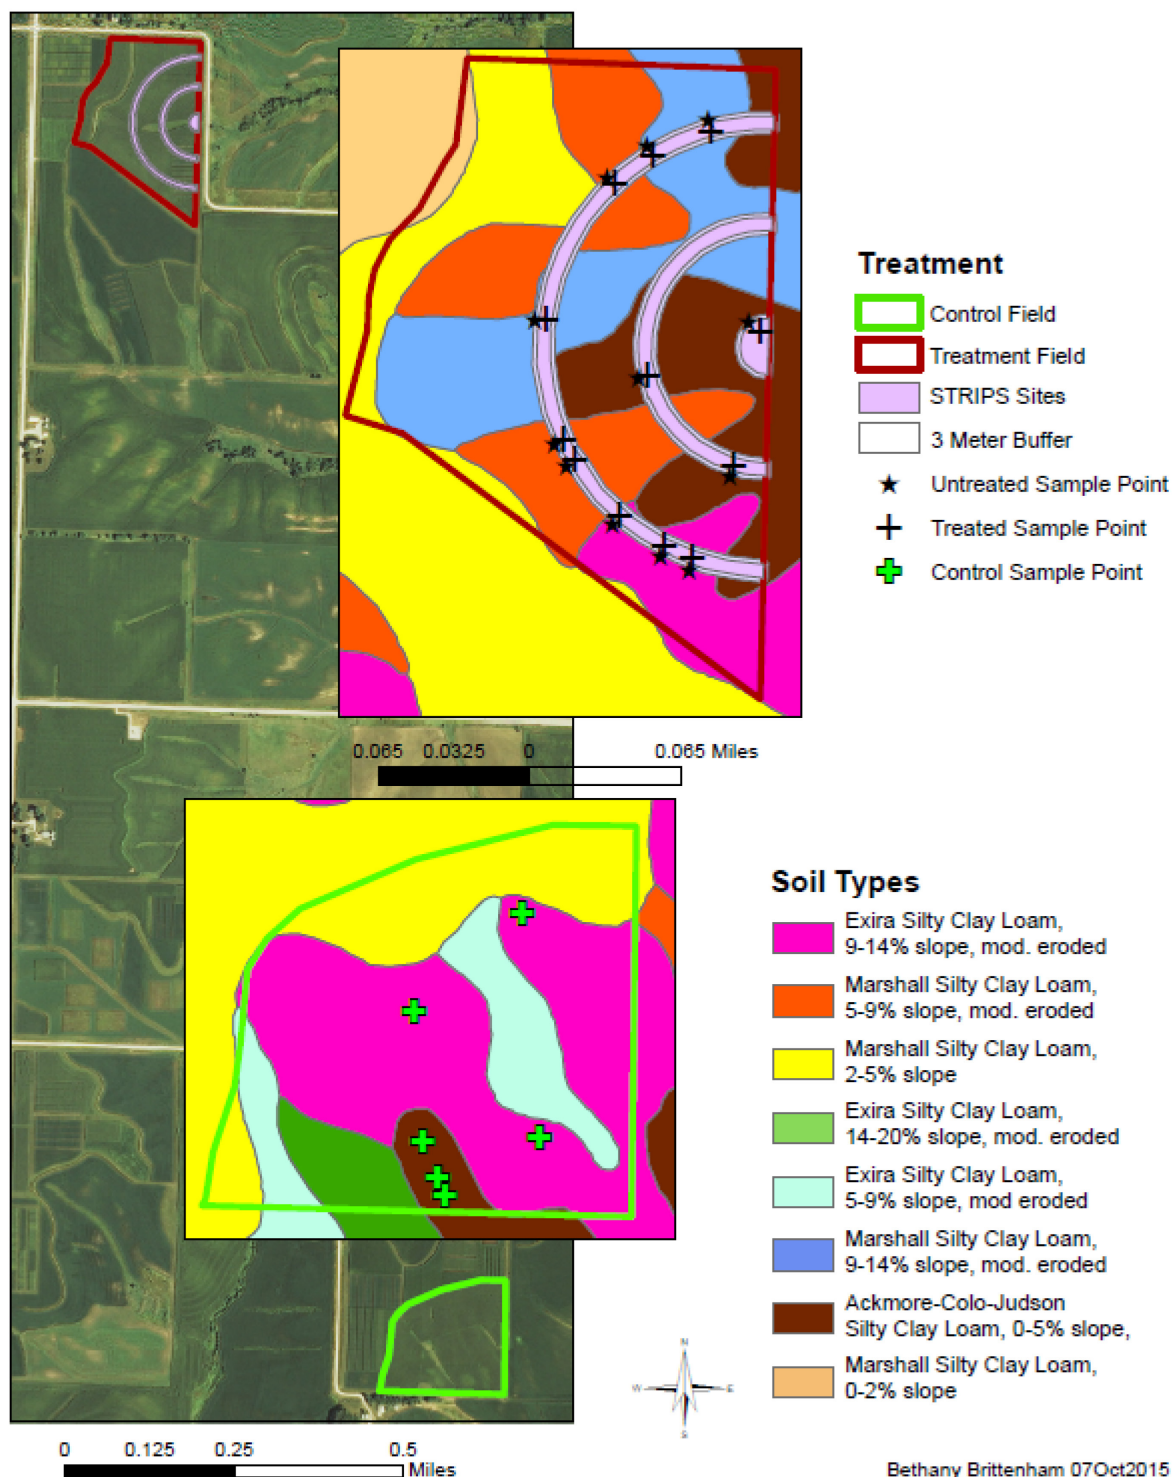 Treatment
Control Field
Treatment Field
STRIPS Sites
3 Meter Buffer
Untreated Sample Point
Treated Sample Point
Control Sample Point
0.065 0.0325 0 0.065 Miles
Soil Types
Exira Silty Clay Loam,
9-14% slope, mod. eroded
Marshall Silty Clay Loam,
5-9% slope, mod. eroded
Marshall Silty Clay Loam,
2-5% slope
Exira Silty Clay Loam,
14-20% slope, mod. eroded
Exira Silty Clay Loam,
5-9% slope, mod eroded
Marshall Silty Clay Loam,
9-14% slope, mod. eroded
Ackmore-Colo-Judson
Silty Clay Loam, 0-5% slope,
Marshall Silty Clay Loam,
0-2% slope
N
W E
S
0 0.125 0.25 0.5
Miles
Bethany Brittenham 07Oct2015